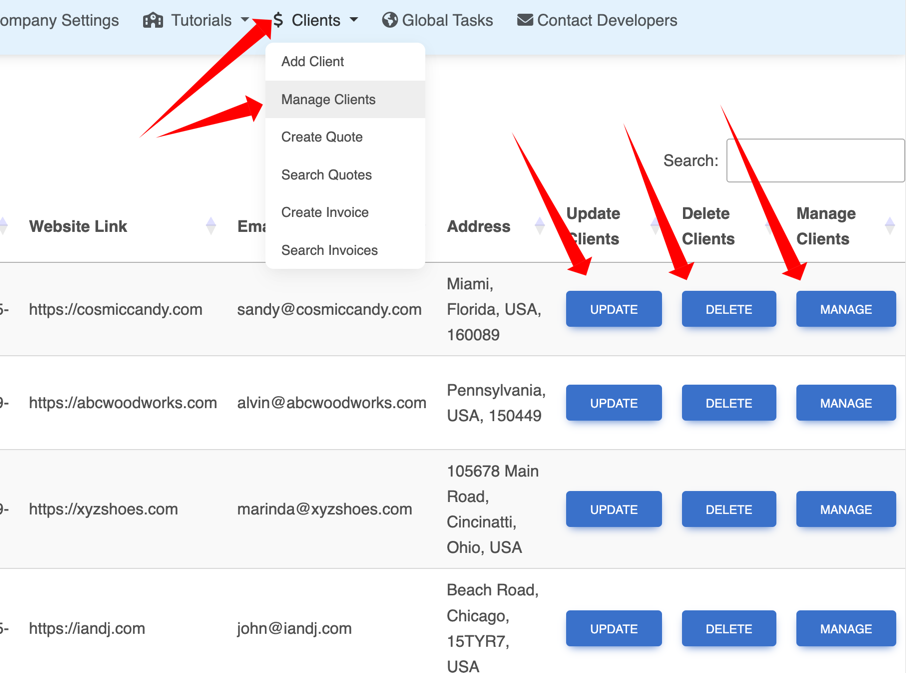 ompany Settings Tutorials $ Clients Global Tasks Contact Developers
Add Client
Manage Clients
Create Quote
Search Quotes
Create Invoice
Search Invoices
Search:
Website Link Ema Address Update Clients Delete Clients Manage Clients
5- https://cosmiccandy.com sandy@cosmiccandy.com Miami,
Florida, USA,
160089
UPDATE DELETE MANAGE
9- https://abcwoodworks.com alvin@abcwoodworks.com Pennsylvania,
USA, 150449
UPDATE DELETE MANAGE
9- https://xyzshoes.com marinda@xyzshoes.com 105678 Main
Road,
Cincinatti,
Ohio, USA
UPDATE DELETE MANAGE
5- https://iandj.com john@iandj.com Beach Road,
Chicago,
15TYR7,
USA
UPDATE DELETE MANAGE